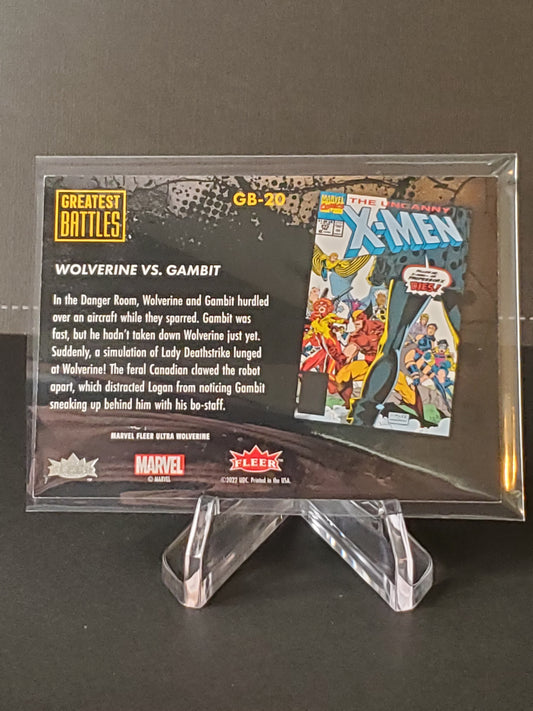 GREATEST
BATTLES
GB-20
WOLVERINE VS. GAMBIT
In the Danger Room, Wolverine and Gambit hurdled
over an aircraft while they sparred. Gambit was
fast, but he hadn't taken down Wolverine just yet.
Suddenly, a simulation of Lady Deathstrike lunged
at Wolverine! The feral Canadian clawed the robot
apart, which distracted Logan from noticing Gambit
sneaking up behind him with his bo-staff.
MARVEL
THE UNCANNY
X-MEN
DIES!
MARVEL FLEER ULTRA WOLVERINE
FLEER
MARVEL
© MARVEL
FLEER
©2022 UDC. Printed in the USA.